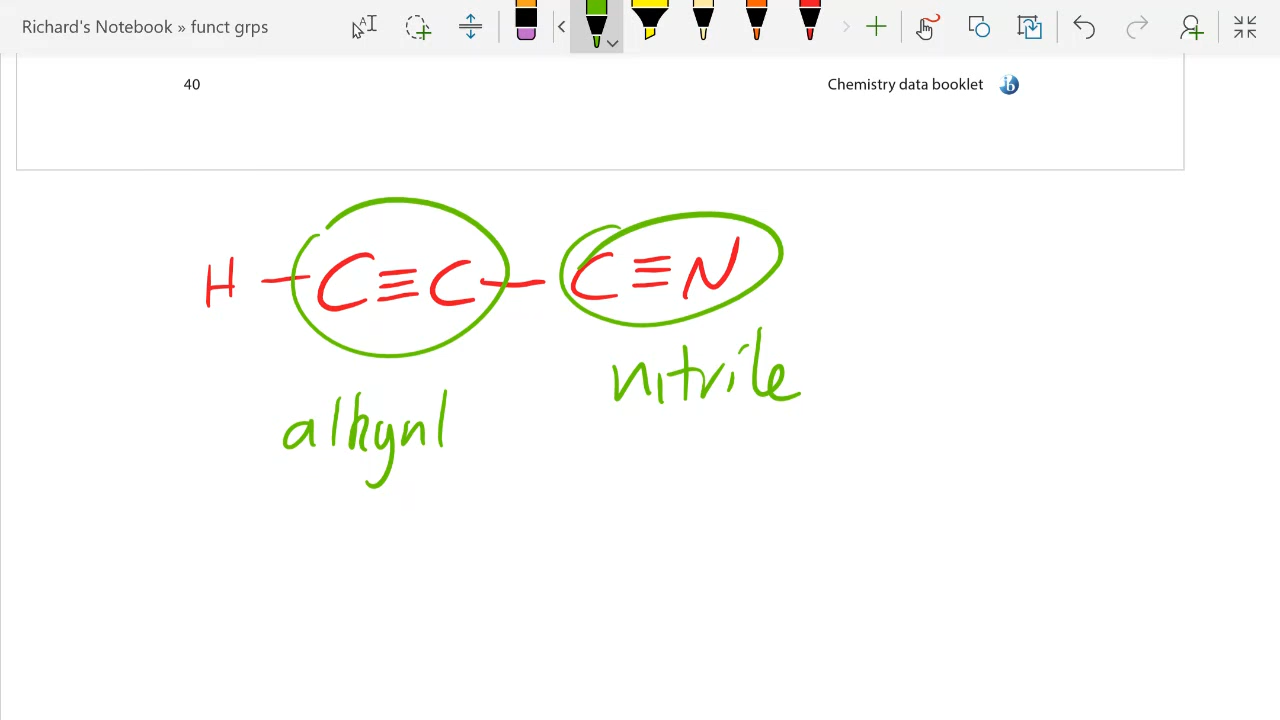 Richard's Notebook » funct grps
40
Chemistry data booklet
H - C≡C - C≡N
nitrile
alkynl